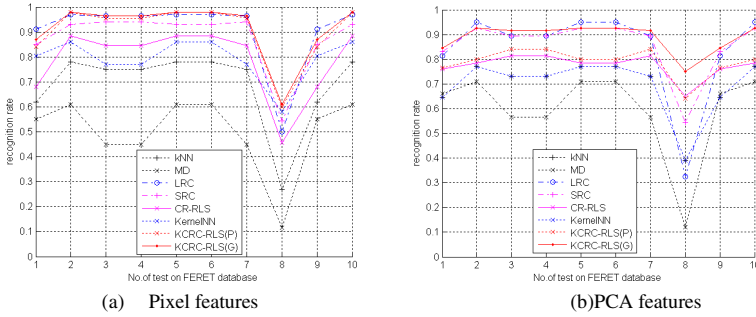 1
0.9
0.8
0.7
0.6
0.5
0.4
0.3
0.2
0.1
0
recognition rate
1 2 3 4 5 6 7 8 9 10
No.of test on FERET database
kNN
MD
LRC
SRC
CR-RLS
KernelNN
KCRC-RLS(P)
KCRC-RLS(G)
(a) Pixel features
1
0.9
0.8
0.7
0.6
0.5
0.4
0.3
0.2
0.1
0
recognition rate
1 2 3 4 5 6 7 8 9 10
No.of test on FERET database
kNN
MD
LRC
SRC
CR-RLS
KernelNN
KCRC-RLS(P)
KCRC-RLS(G)
(b)PCA features